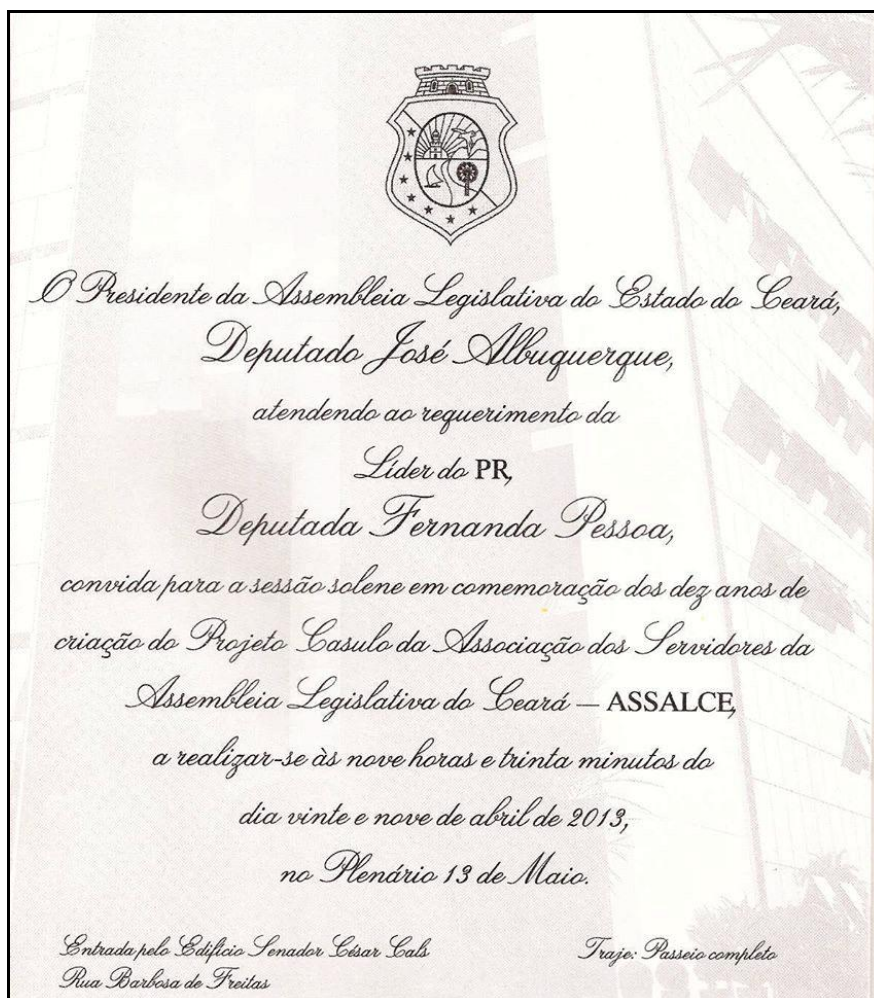 O Presidente da Assembleia Legislativa do Estado do Ceará,
Deputado José Albuquerque,
atendendo ao requerimento da
Líder do PR,
Deputada Fernanda Pessoa,
convida para a sessão solene em comemoração dos dez anos de
criação do Projeto Casulo da Associação dos Servidores da
Assembleia Legislativa do Ceará – ASSALCE,
a realizar-se às nove horas e trinta minutos do
dia vinte e nove de abril de 2013,
no Plenário 13 de Maio.
Entrada pelo Edifício Senador César Cals
Rua Barbosa de Freitas
Traje: Passeio completo